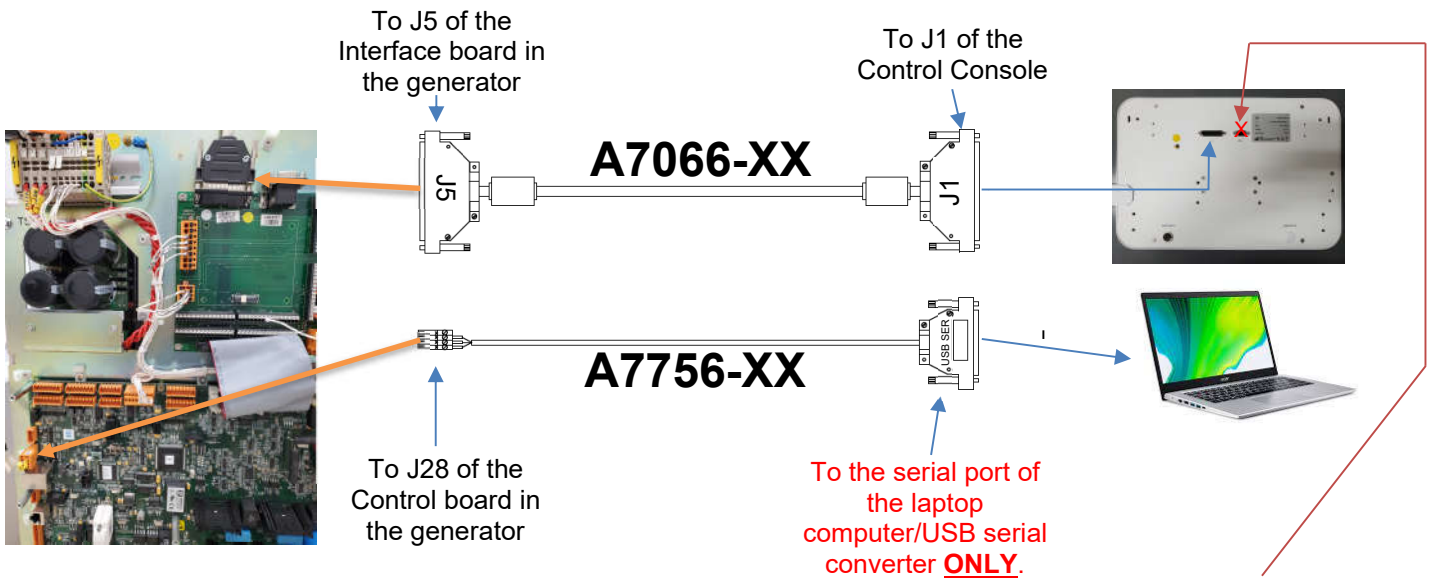 To J5 of the
Interface board in
the generator
To J1 of the
Control Console
J5
A7066-XX
J1
X
USB SER
A7756-XX
To J28 of the
Control board in
the generator
To the serial port of
the laptop
computer/USB serial
converter ONLY.